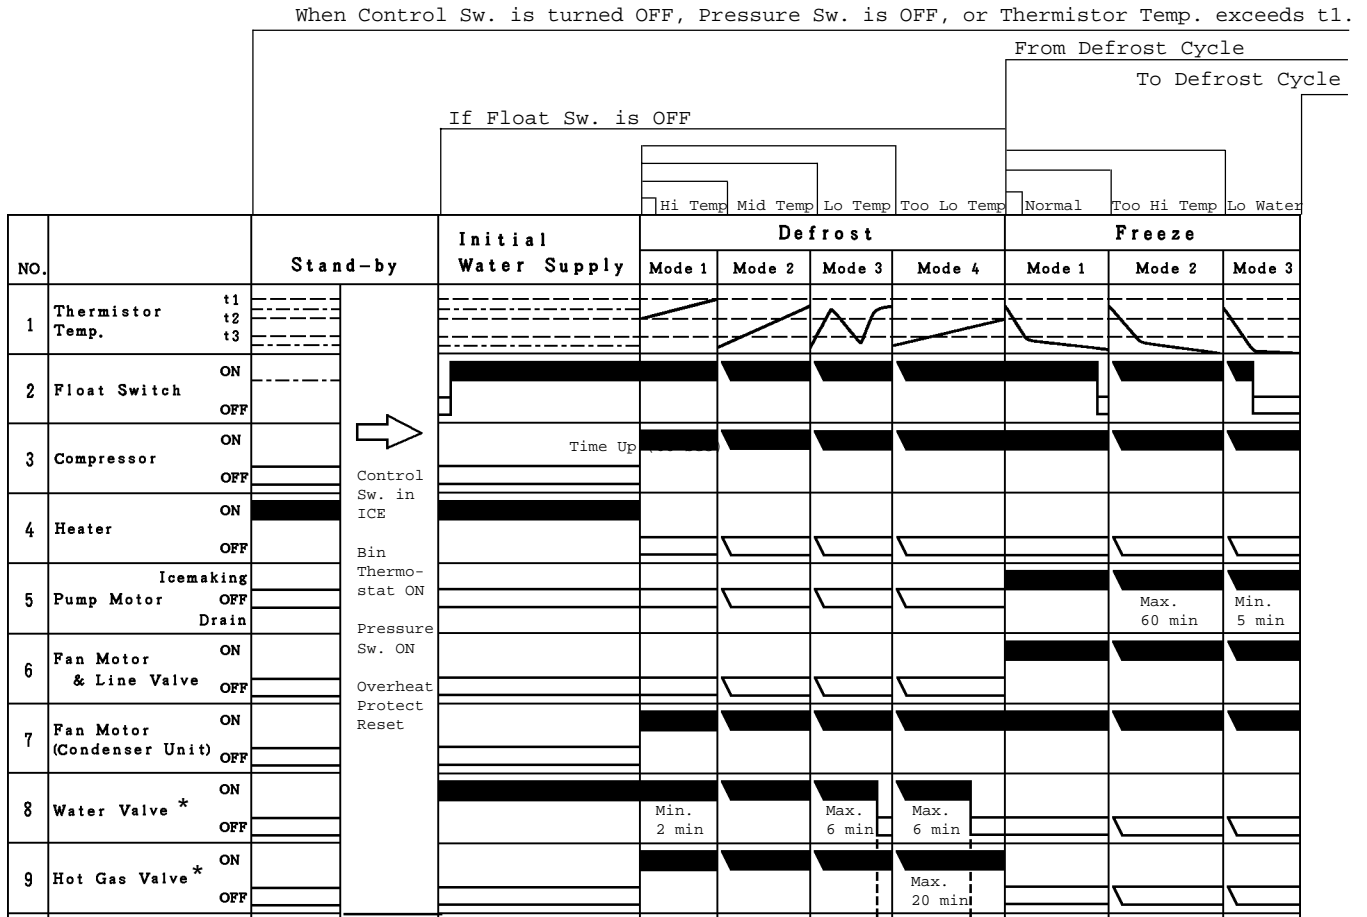 When Control Sw. is turned OFF, Pressure Sw. is OFF, or Thermistor Temp. exceeds t1.
From Defrost Cycle
To Defrost Cycle
If Float Sw. is OFF
Hi Temp Mid Temp Lo Temp Too Lo Temp Normal Too Hi Temp Lo Water
NO. Stand-by Initial Water Supply Defrost Freeze
Mode 1 Mode 2 Mode 3 Mode 4 Mode 1 Mode 2 Mode 3
1 Thermistor Temp. t1 t2 t3
2 Float Switch ON OFF
3 Compressor ON OFF
Time Up
4 Heater ON OFF
5 Pump Motor Icemaking OFF Drain
Max. 60 min
Min. 5 min
6 Fan Motor & Line Valve ON OFF
7 Fan Motor (Condenser Unit) ON OFF
8 Water Valve * ON OFF
Min. 2 min
Max. 6 min
Max. 6 min
9 Hot Gas Valve * ON OFF
Max. 20 min
Control
Sw. in
ICE
Bin
Thermo-
stat ON
Pressure
Sw. ON
Overheat
Protect
Reset